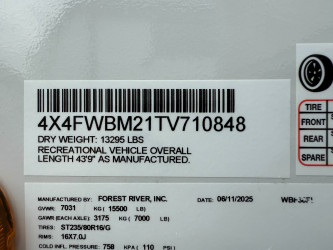 4X4FWBM21TV710848
DRY WEIGHT: 13295 LBS
RECREATIONAL VEHICLE OVERALL
LENGTH 43'9" AS MANUFACTURED.
TIRE
FRONT
REAR
SPARE
MANUFACTURED BY: FOREST RIVER, INC.
GVWR: 7031 KG ( 15500 LB) DATE: 06/11/2025
GAWR (EACH AXLE): 3175 KG ( 7000 LB)
TIRES: ST235/80R16/G
RIMS: 16X7.0J
COLD INFL. PRESSURE: 758 KPA ( 110 PSI)